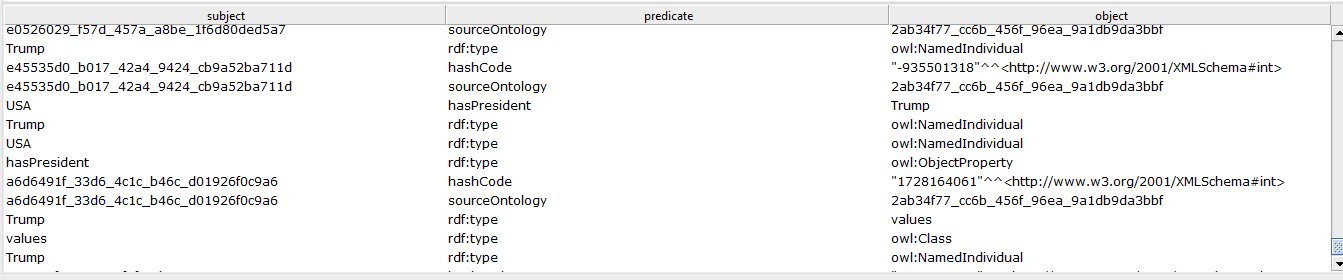 subject predicate object
e0526029_f57d_457a_a8be_1f6d80ded5a7 sourceOntology 2ab34f77_cc6b_456f_96ea_9a1db9da3bbf
Trump rdf:type owl:NamedIndividual
e45535d0_b017_42a4_9424_cb9a52ba711d hashCode "-935501318"^^<http://www.w3.org/2001/XMLSchema#int>
e45535d0_b017_42a4_9424_cb9a52ba711d sourceOntology 2ab34f77_cc6b_456f_96ea_9a1db9da3bbf
USA hasPresident Trump
Trump rdf:type owl:NamedIndividual
USA rdf:type owl:NamedIndividual
hasPresident rdf:type owl:ObjectProperty
a6d6491f_33d6_4c1c_b46c_d01926f0c9a6 hashCode "1728164061"^^<http://www.w3.org/2001/XMLSchema#int>
a6d6491f_33d6_4c1c_b46c_d01926f0c9a6 sourceOntology 2ab34f77_cc6b_456f_96ea_9a1db9da3bbf
Trump rdf:type values
values rdf:type owl:Class
Trump rdf:type owl:NamedIndividual